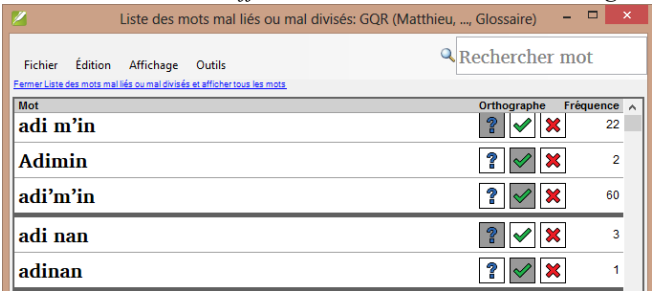 Liste des mots mal liés ou mal divisés: GQR (Matthieu, ..., Glossaire)
Fichier Édition Affichage Outils Rechercher mot
Fermer Liste des mots mal liés ou mal divisés et afficher tous les mots
Mot Orthographe Fréquence
adi m’in 22
Adimin 2
adi’m’in 60
adi nan 3
adinan 1